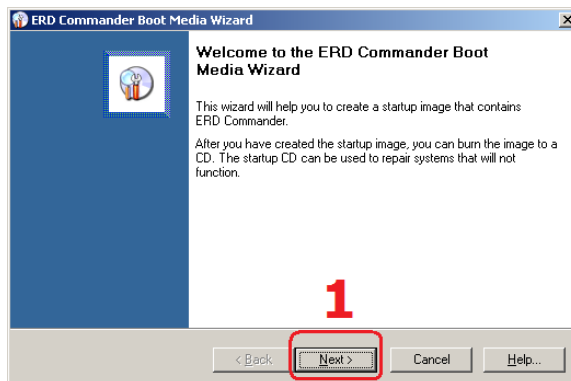 ERD Commander Boot Media Wizard
Welcome to the ERD Commander Boot
Media Wizard
This wizard will help you to create a startup image that contains
ERD Commander.
After you have created the startup image, you can burn the image to a
CD. The startup CD can be used to repair systems that will not
function.
1
< Back Next > Cancel Help...